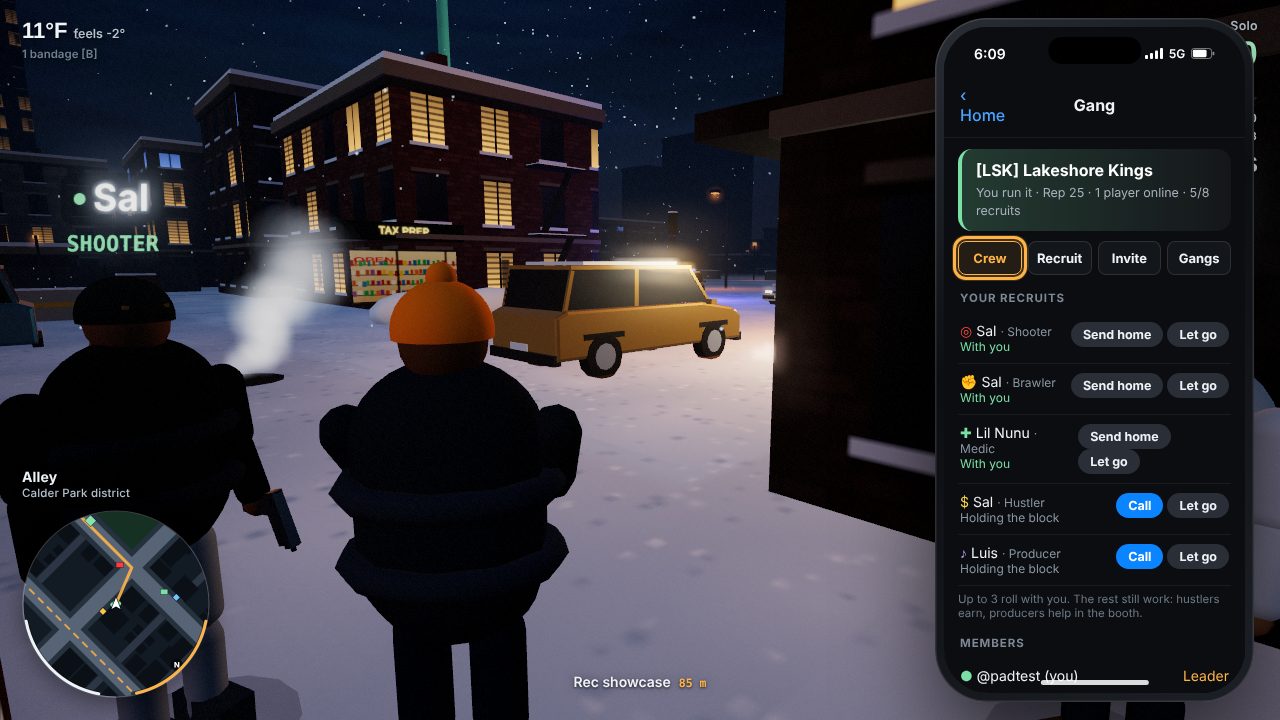 11°F feels -2°
1 bandage [B]
Sal
SHOOTER
TAX PREP
OPEN
Alley
Calder Park district
N
Rec showcase 85 m
Solo
6:09
5G
‹
Home
Gang
[LSK] Lakeshore Kings
You run it · Rep 25 · 1 player online · 5/8
recruits
Crew Recruit Invite Gangs
YOUR RECRUITS
Sal · Shooter
With you
Send home Let go
Sal · Brawler
With you
Send home Let go
Lil Nunu ·
Medic
With you
Send home
Let go
$ Sal · Hustler
Holding the block
Call Let go
♪ Luis · Producer
Holding the block
Call Let go
Up to 3 roll with you. The rest still work: hustlers
earn, producers help in the booth.
MEMBERS
@padtest (you) Leader